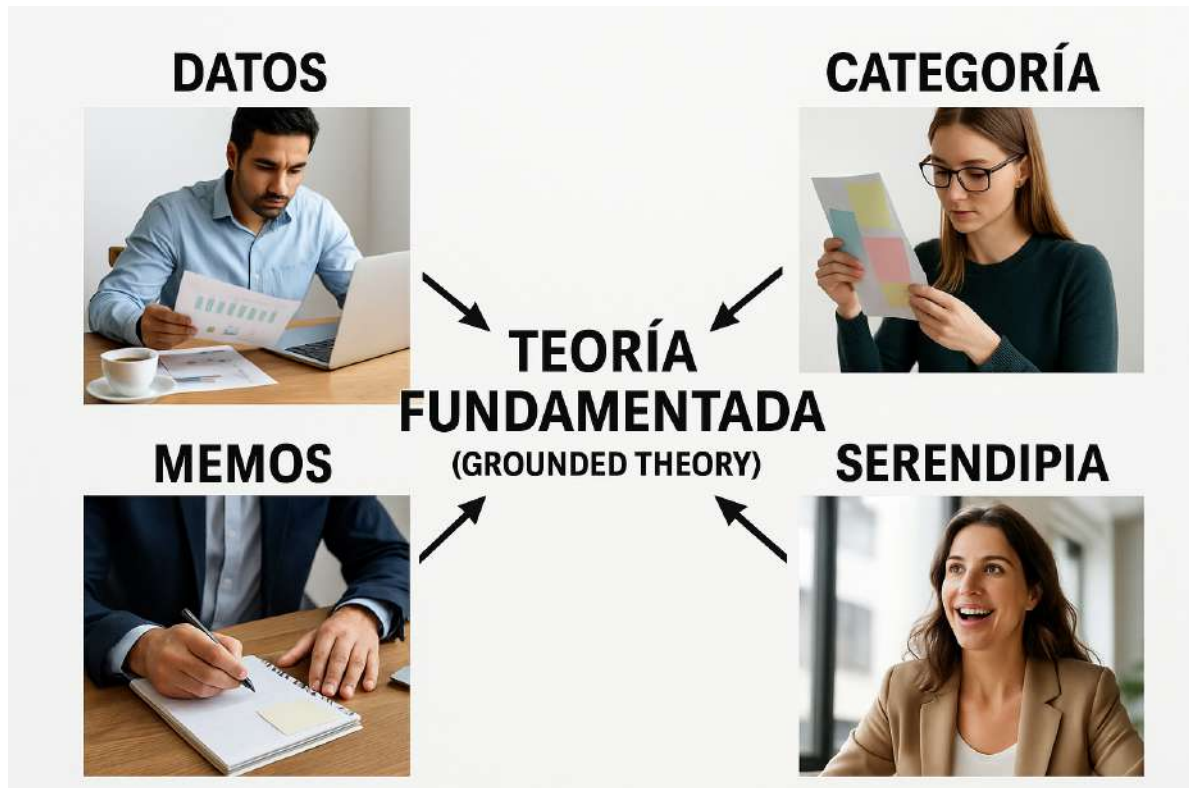 DATOS
CATEGORÍA
TEORÍA
FUNDAMENTADA
(GROUNDED THEORY)
MEMOS
SERENDIPIA